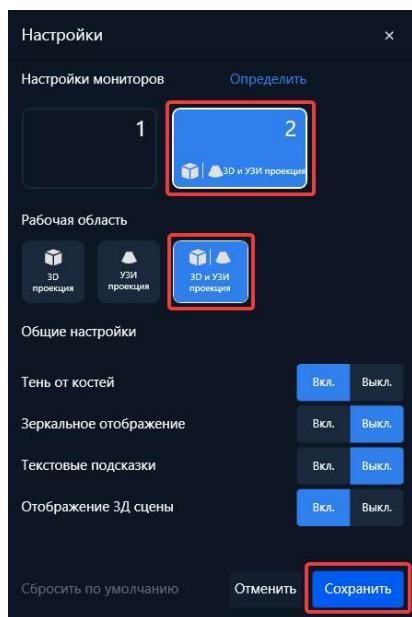 Настройки ×
Настройки мониторов Определить
1 2
3D и УЗИ проекция
Рабочая область
3D проекция
УЗИ проекция
3D и УЗИ проекция
Общие настройки
Тень от костей Вкл. Выкл.
Зеркальное отображение Вкл. Выкл.
Текстовые подсказки Вкл. Выкл.
Отображение 3Д сцены Вкл. Выкл.
Сбросить по умолчанию Отменить Сохранить